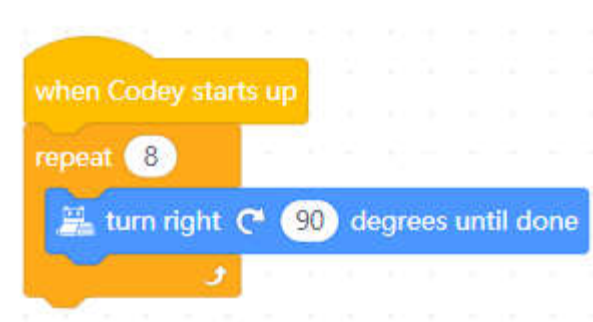 when Codey starts up
repeat 8
turn right 90 degrees until done